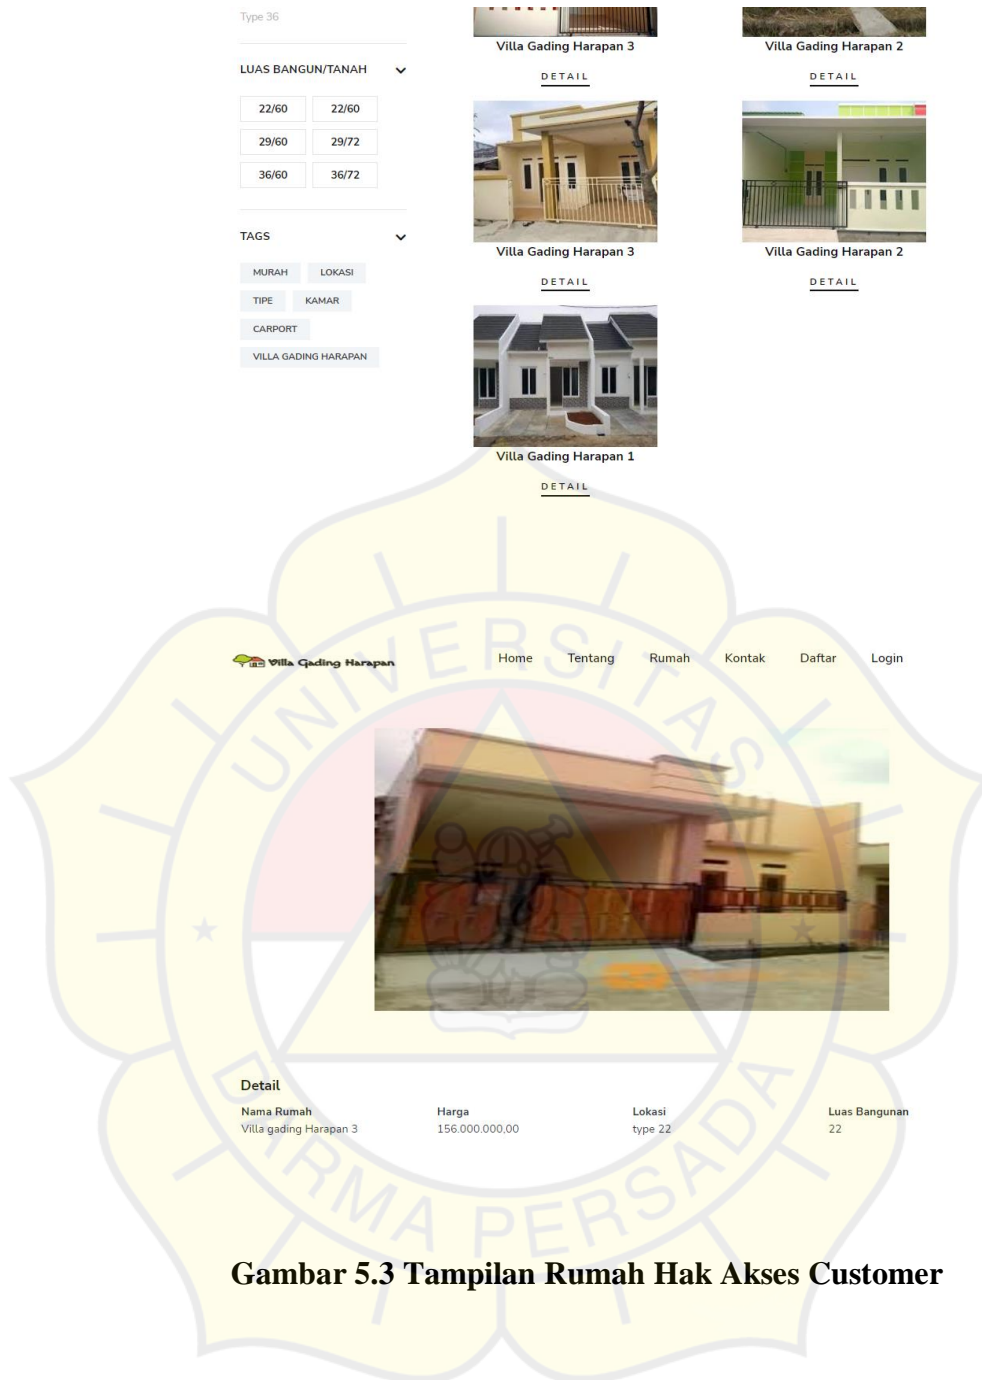 Type 36
LUAS BANGUN/TANAH
22/60 22/60
29/60 29/72
36/60 36/72
TAGS
MURAH LOKASI
TIPE KAMAR
CARPORT
VILLA GADING HARAPAN
Villa Gading Harapan 3 Villa Gading Harapan 2
DETAIL DETAIL
Villa Gading Harapan 3 Villa Gading Harapan 2
DETAIL DETAIL
Villa Gading Harapan 1
DETAIL
UNIVERSITAS
DARMA PERSADA
Villa Gading Harapan Home Tentang Rumah Kontak Daftar Login
Detail
Nama Rumah Harga Lokasi Luas Bangunan
Villa gading Harapan 3 156.000.000,00 type 22 22
Gambar 5.3 Tampilan Rumah Hak Akses Customer